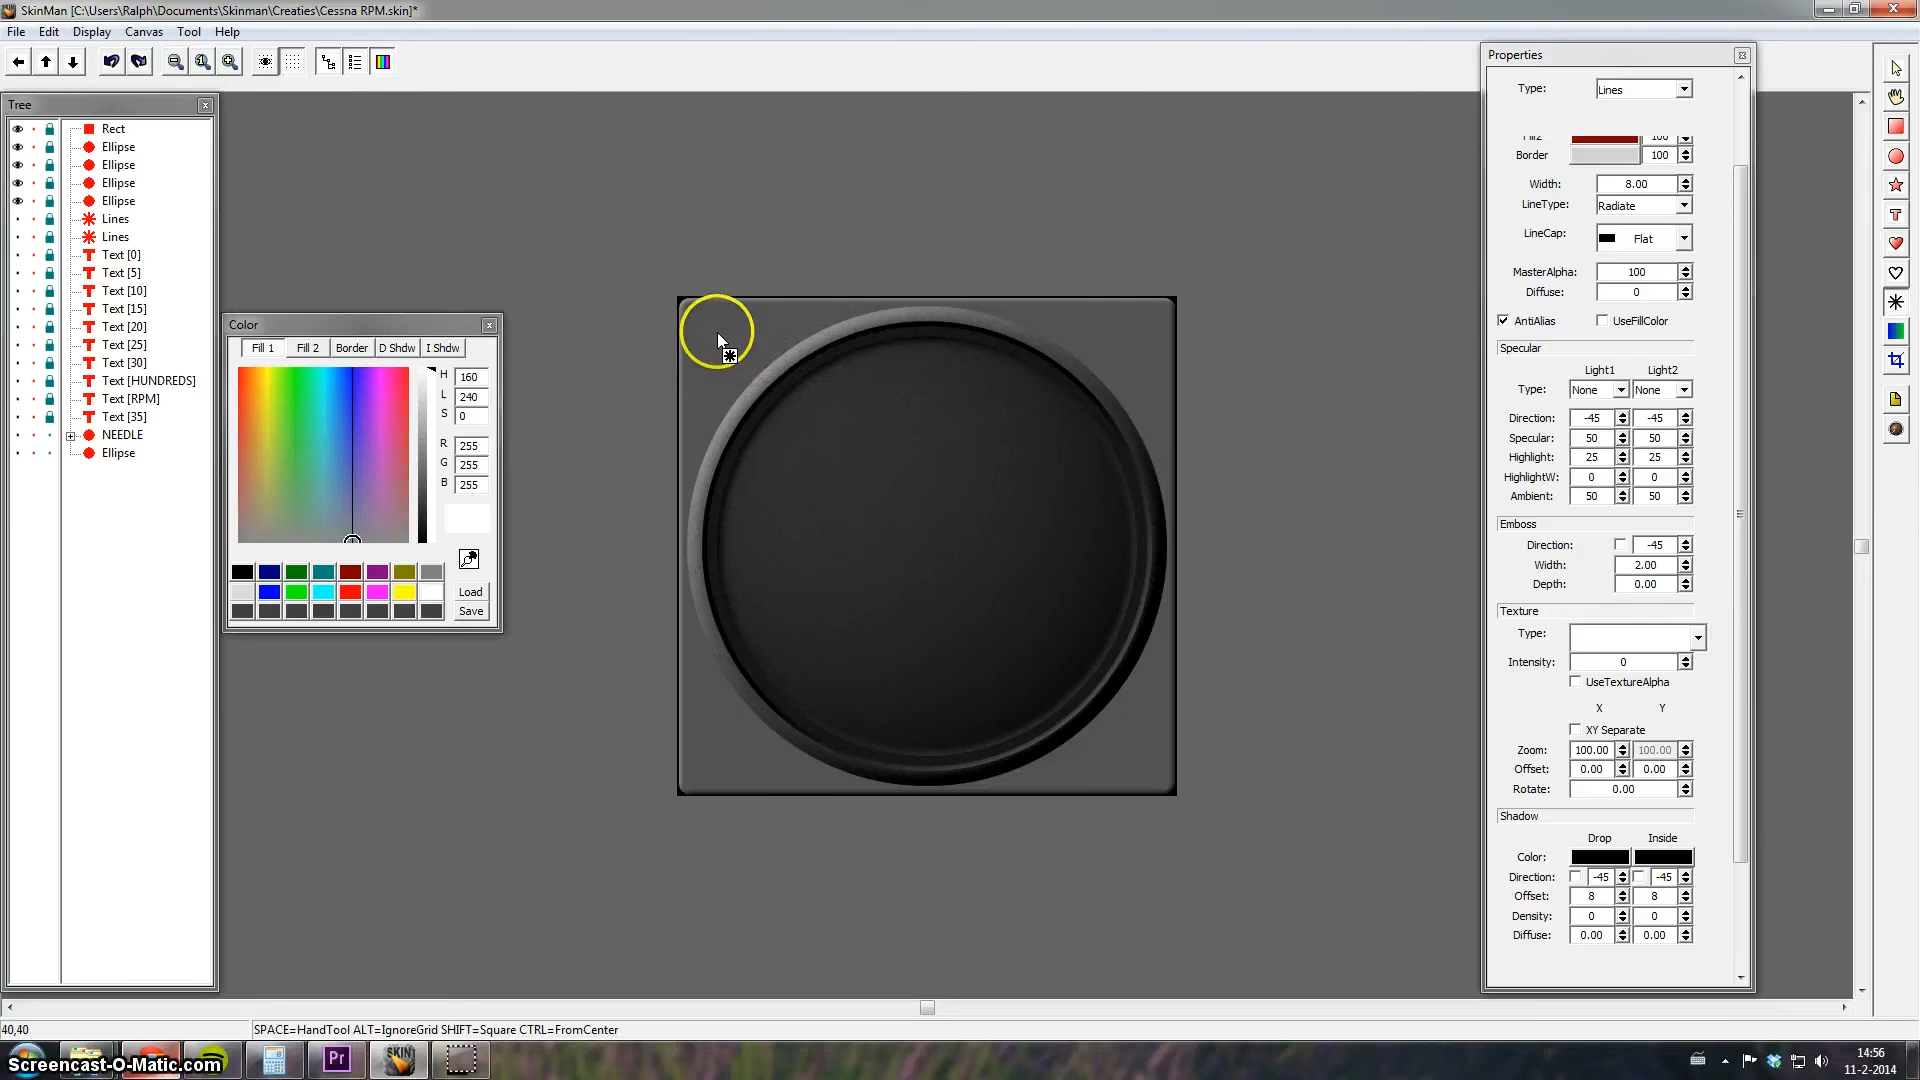 SkinMan [C:\Users\Ralph\Documents\Skinman\Creaties\Cessna RPM.skin]*
File Edit Display Canvas Tool Help
Tree
Rect
Ellipse
Ellipse
Ellipse
Ellipse
Lines
Lines
Text [0]
Text [5]
Text [10]
Text [15]
Text [20]
Text [25]
Text [30]
Text [HUNDREDS]
Text [RPM]
Text [35]
NEEDLE
Ellipse
Color
Fill 1 Fill 2 Border D Shdw I Shdw
H 160
L 240
S 0
R 255
G 255
B 255
Load
Save
Properties
Type: Lines
Fill2 100
Border 100
Width: 8.00
LineType: Radiate
LineCap: Flat
MasterAlpha: 100
Diffuse: 0
AntiAlias UseFillColor
Specular
Light1 Light2
Type: None None
Direction: -45 -45
Specular: 50 50
Highlight: 25 25
HighlightW: 0 0
Ambient: 50 50
Emboss
Direction: -45
Width: 2.00
Depth: 0.00
Texture
Type:
Intensity: 0
UseTextureAlpha
X Y
XY Separate
Zoom: 100.00 100.00
Offset: 0.00 0.00
Rotate: 0.00
Shadow
Drop Inside
Color:
Direction: -45 -45
Offset: 8 8
Density: 0 0
Diffuse: 0.00 0.00
40,40 SPACE=HandTool ALT=IgnoreGrid SHIFT=Square CTRL=FromCenter
Screencast-O-Matic.com
Pr
SKIN
14:56
11-2-2014